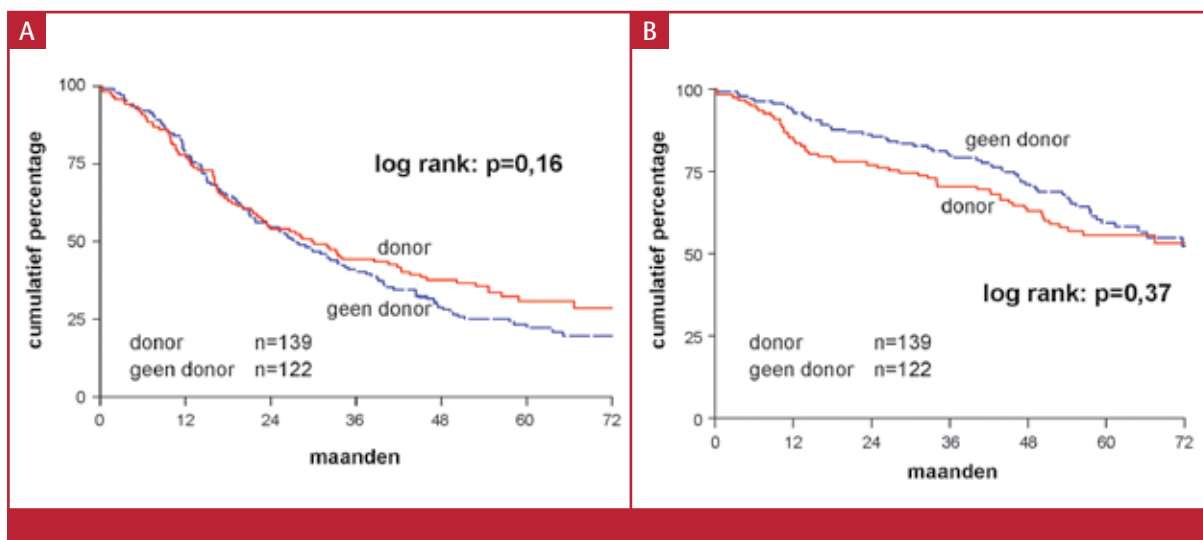 A
100
75
50
25
0
cumulatief percentage
log rank: p=0,16
donor
geen donor
donor n=139
geen donor n=122
0 12 24 36 48 60 72
maanden
B
100
75
50
25
0
cumulatief percentage
geen donor
donor
log rank: p=0,37
donor n=139
geen donor n=122
0 12 24 36 48 60 72
maanden